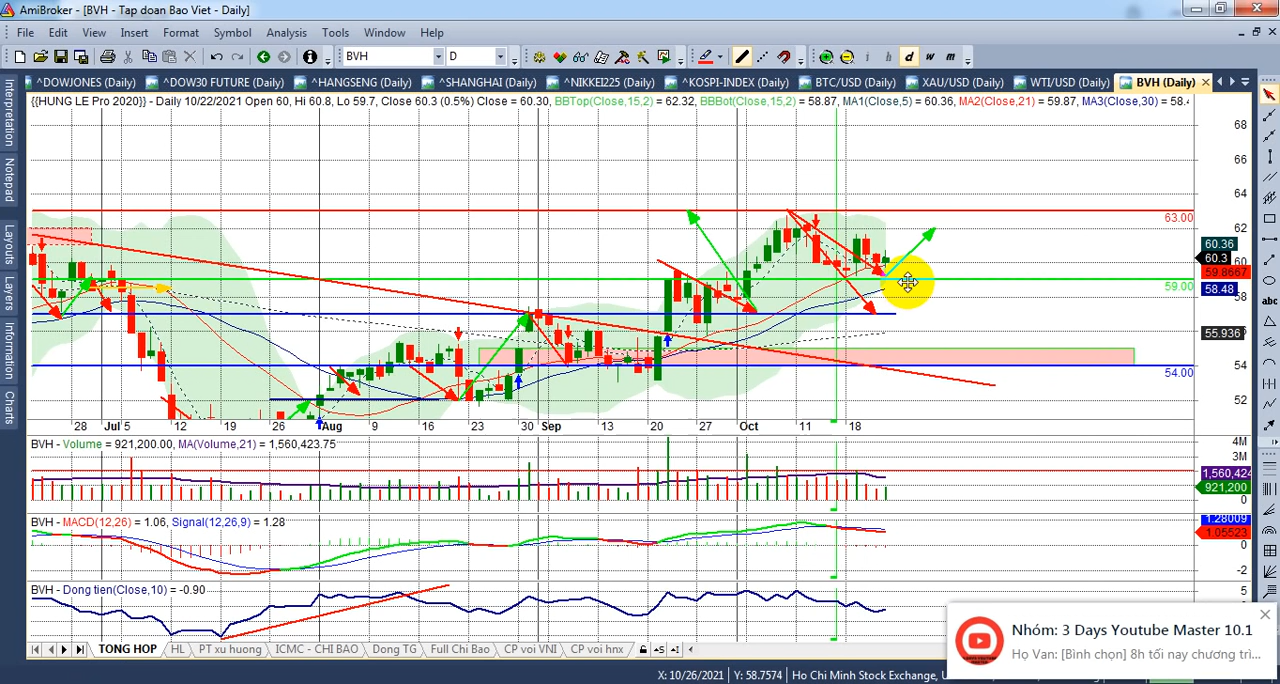 AmiBroker - [BVH - Tap doan Bao Viet - Daily]
File Edit View Insert Format Symbol Analysis Tools Window Help
BVH D i h d w m
^DOWJONES (Daily) ^DOW30 FUTURE (Daily) ^HANGSENG (Daily) ^SHANGHAI (Daily) ^NIKKEI225 (Daily) ^KOSPI-INDEX (Daily) BTC/USD (Daily) XAU/USD (Daily) WTI/USD (Daily) BVH (Daily)
{{HUNG LE Pro 2020}} - Daily 10/22/2021 Open 60, Hi 60.8, Lo 59.7, Close 60.3 (0.5%) Close = 60.30, BBTop(Close,15,2) = 62.32, BBBot(Close,15,2) = 58.87, MA1(Close,5) = 60.36, MA2(Close,21) = 59.87, MA3(Close,30) = 58.4
Interpretation
Notepad
Layouts
Layers
Information
Charts
68
66
64
63.00
62
60.36
60.3
60
59.8667
59.00
58.48
58
55.936
56
54
54.00
52
28 Jul 12 19 26 Aug 9 16 23 30 Sep 13 20 27 Oct 11 18
BVH - Volume = 921,200.00, MA(Volume,21) = 1,560,423.75
4M
3M
1,560,424
921,200
0
BVH - MACD(12,26) = 1.06, Signal(12,26,9) = 1.28
1.28009
1.05523
0
-2
BVH - Dong tien(Close,10) = -0.90
5
TONG HOP HL PT xu huong ICMC - CHI BAO Dong TG Full Chi Bao CP voi VNI CP voi hnx
Nhóm: 3 Days Youtube Master 10.1
Họ Van: [Bình chọn] 8h tối nay chương trì...
X: 10/26/2021 Y: 58.7574 Ho Chi Minh Stock Exchange,